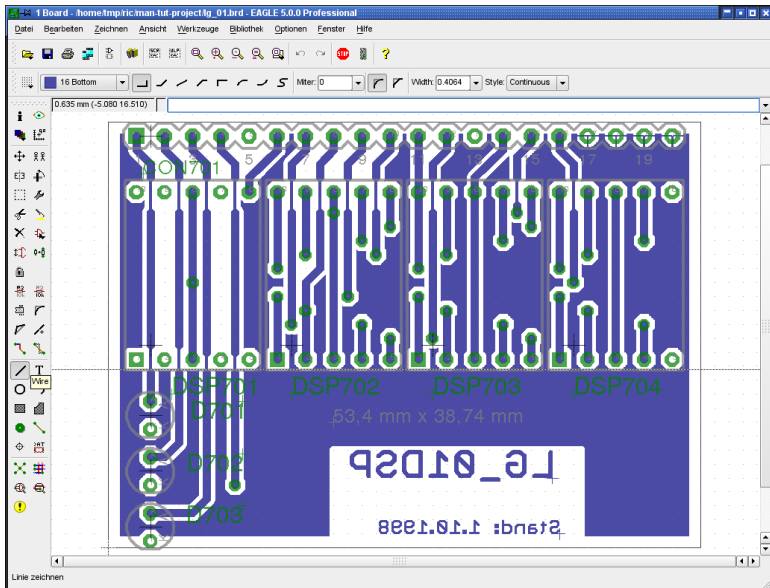 1 Board - /home/tmp/ric/man-tut-project/lg_01.brd - EAGLE 5.0.0 Professional
Datei Bearbeiten Zeichnen Ansicht Werkzeuge Bibliothek Optionen Fenster Hilfe
STOP
16 Bottom Miter: 0 Width: 0.4064 Style: Continuous
0.635 mm (-5.080 16.510)
5 7 9 13 15 17 19
CON701
Wire
DSP701 DSP702 DSP703 DSP704
D701
53,4 mm x 38,74 mm
D702
LG_01DSP
D703
Stand: 1.10.1998
Linie zeichnen